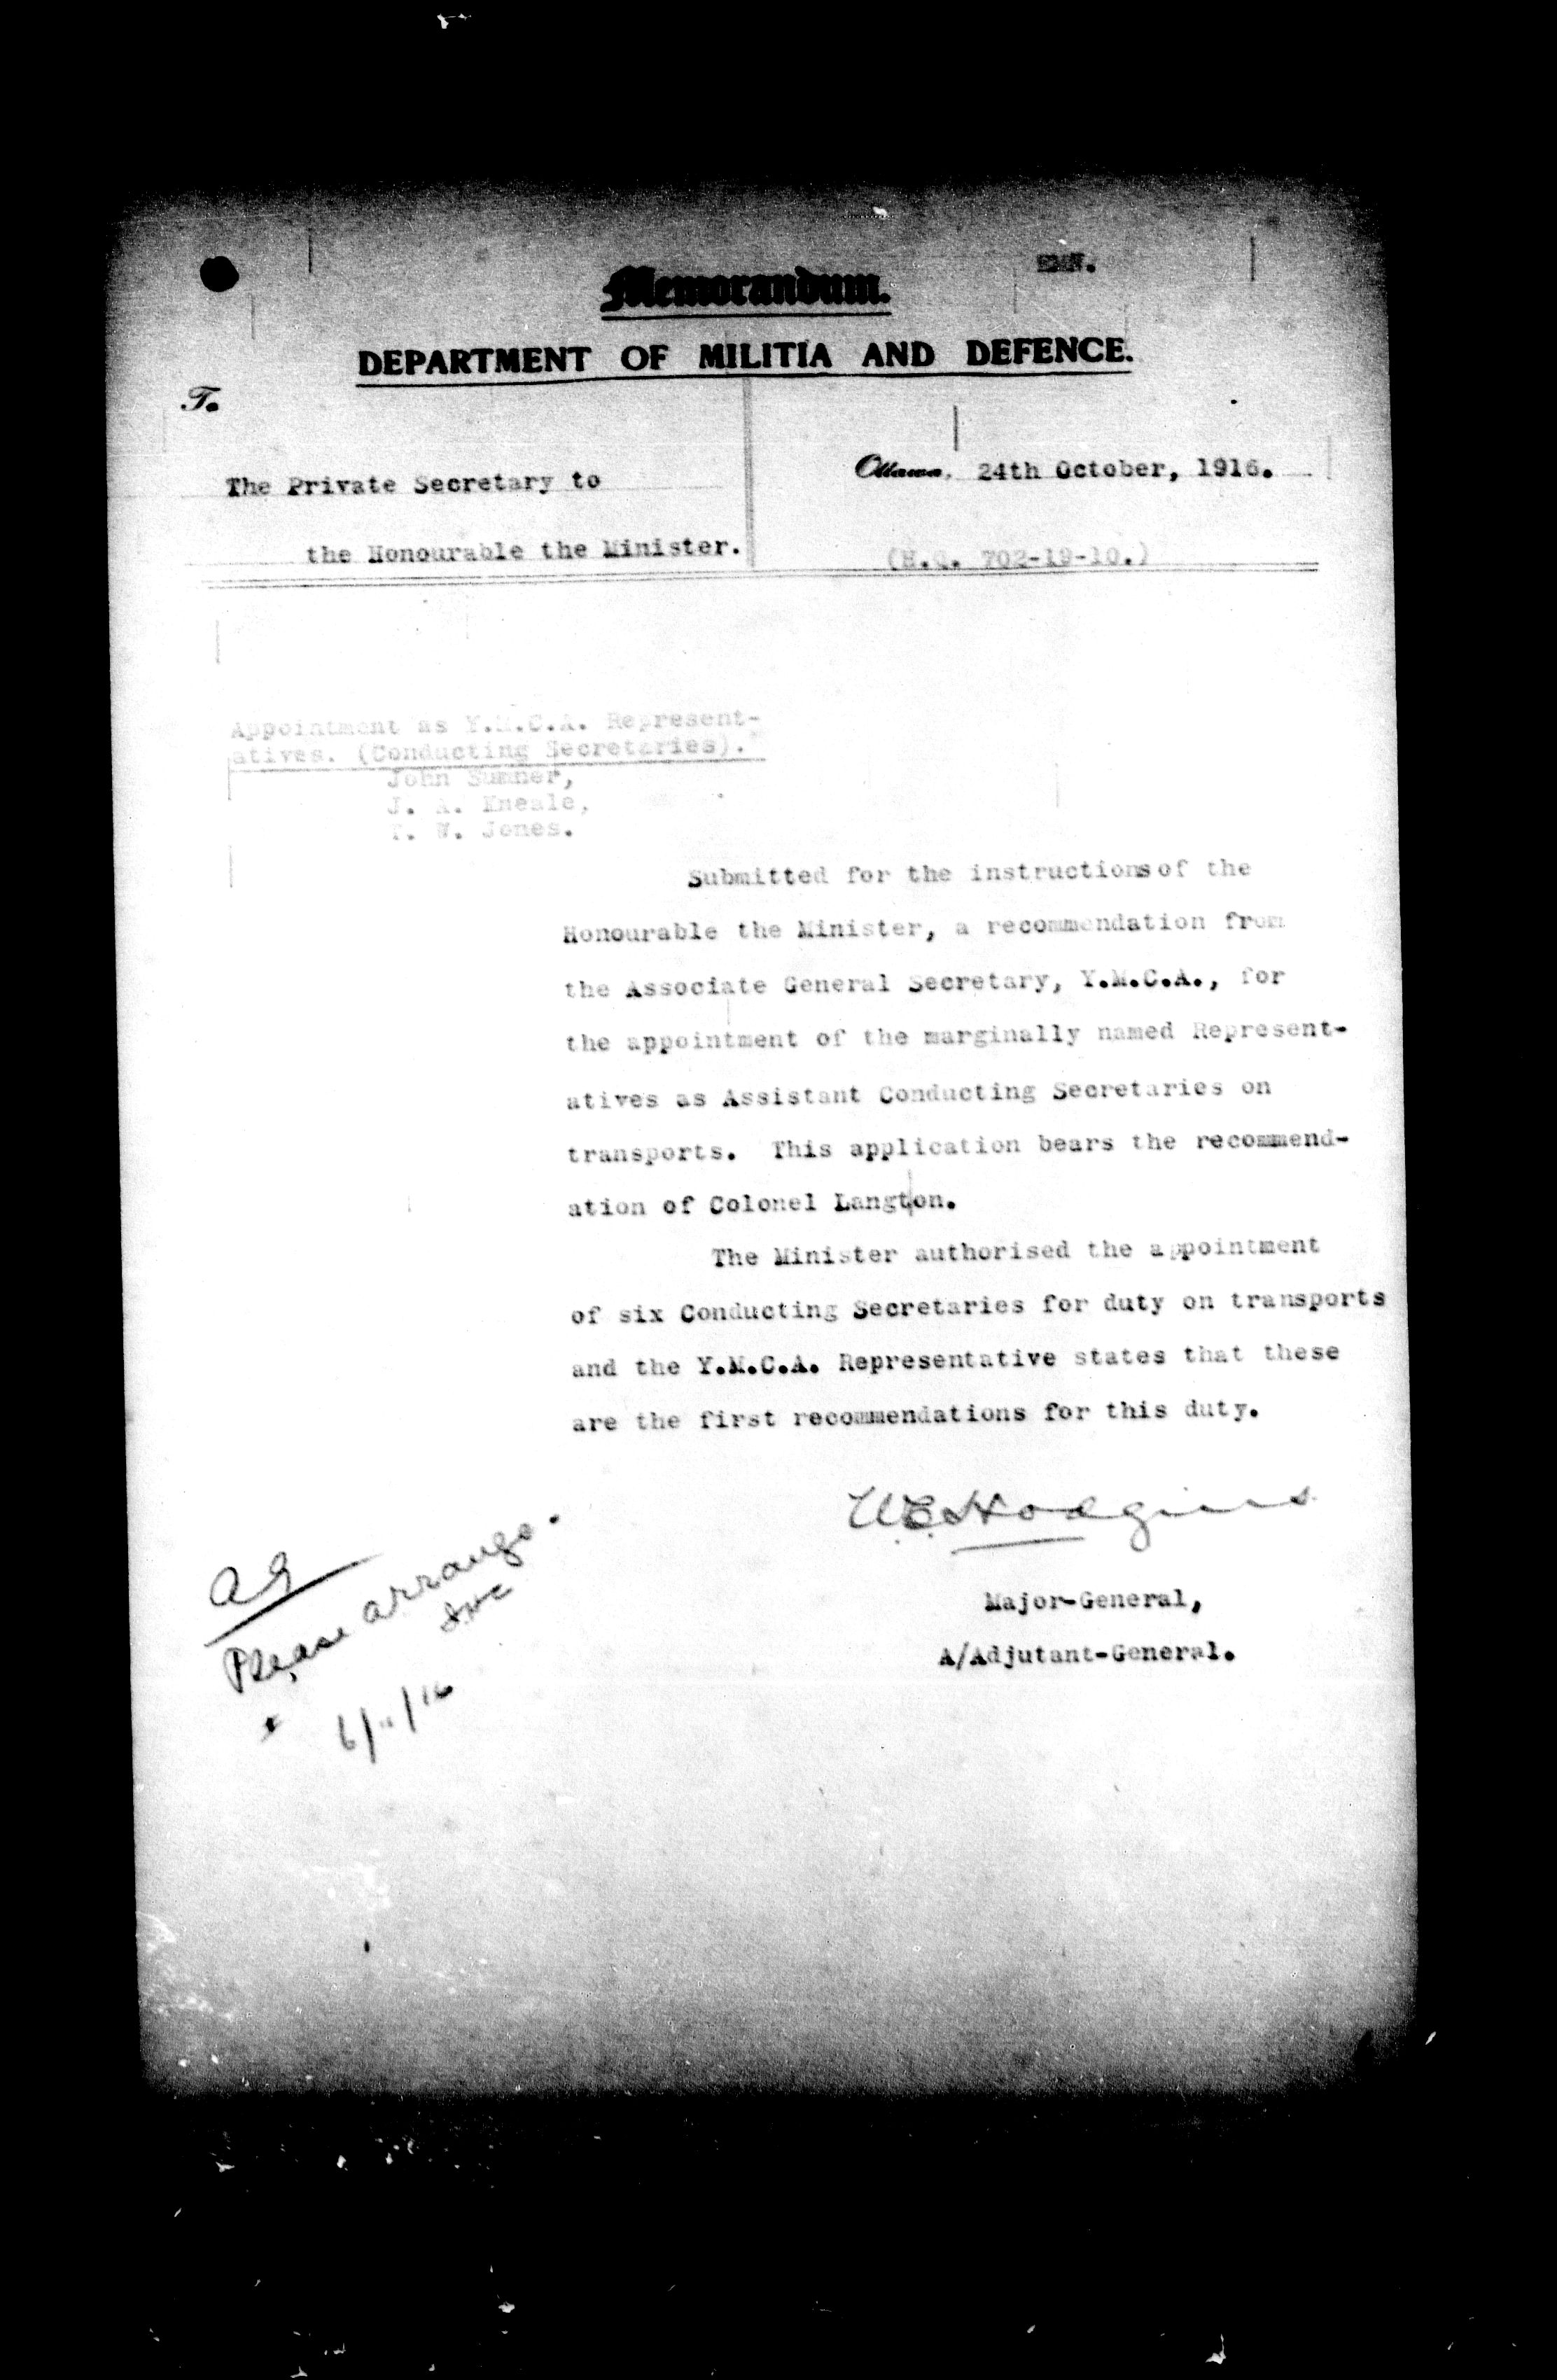 Memorandum.
DEPARTMENT OF MILITIA AND DEFENCE.
To
The Private Secretary to
the Honourable the Minister.
Ottawa, 24th October, 1916.
(H.Q. 702-19-10.)
Appointment as Y.M.C.A. Represent-
atives. (Conducting Secretaries).
John Sumner,
J. A. Kneale,
T. W. Jones.
Submitted for the instructions of the
Honourable the Minister, a recommendation from
the Associate General Secretary, Y.M.C.A., for
the appointment of the marginally named Represent-
atives as Assistant Conducting Secretaries on
transports. This application bears the recommend-
ation of Colonel Langton.
The Minister authorised the appointment
of six Conducting Secretaries for duty on transports
and the Y.M.C.A. Representative states that these
are the first recommendations for this duty.
W E Hodgins
Major-General,
A/Adjutant-General.
AG
Please arrange.
6/11/16